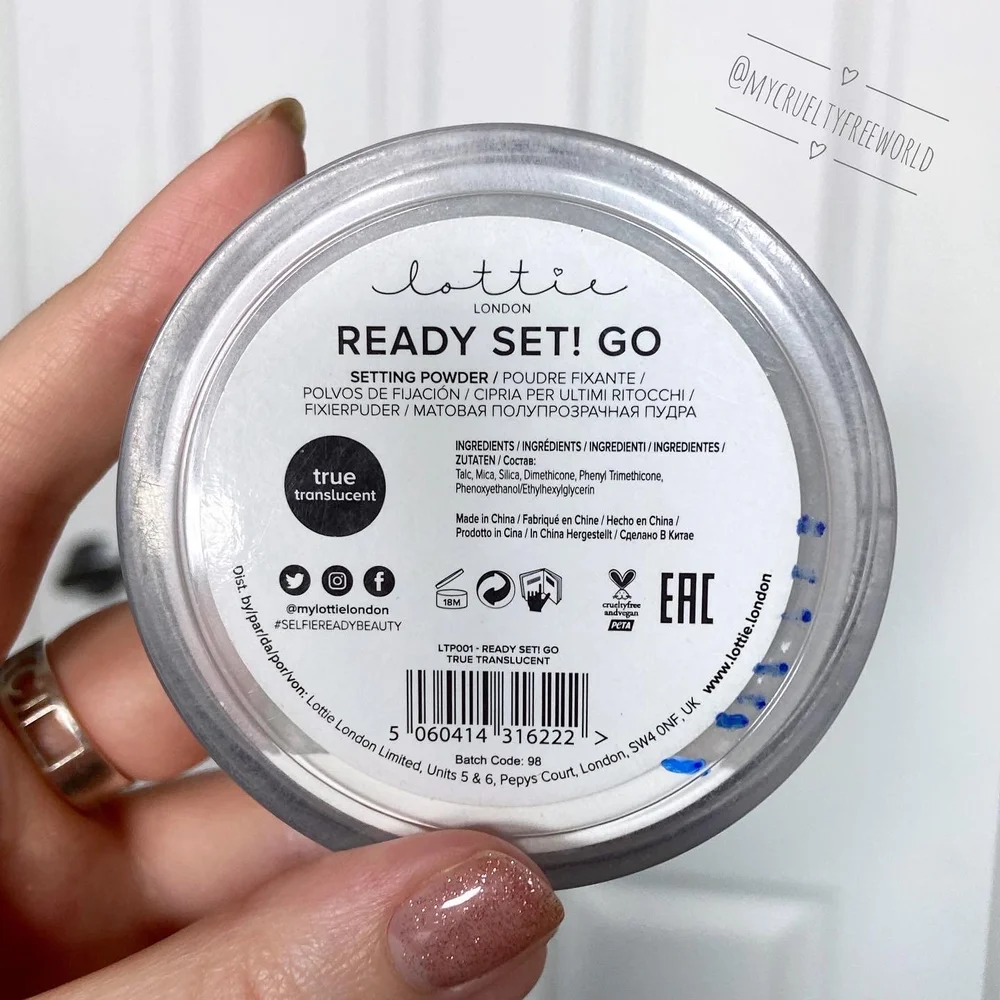 @MYCRUELTYFREEWORLD
lottie
LONDON
READY SET! GO
SETTING POWDER / POUDRE FIXANTE /
POLVOS DE FIJACIÓN / CIPRIA PER ULTIMI RITOCCHI /
FIXIERPUDER / МАТОВАЯ ПОЛУПРОЗРАЧНАЯ ПУДРА
true
translucent
INGREDIENTS / INGRÉDIENTS / INGREDIENTI / INGREDIENTES /
ZUTATEN / Состав:
Talc, Mica, Silica, Dimethicone, Phenyl Trimethicone,
Phenoxyethanol/Ethylhexylglycerin
Made in China / Fabriqué en Chine / Hecho en China /
Prodotto in Cina / In China Hergestellt / Сделано В Китае
@mylottielondon
#SELFIEREADYBEAUTY
18M
crueltyfree
andvegan
PETA
EAC
LTP001 - READY SET! GO
TRUE TRANSLUCENT
5 060414 316222 >
Batch Code: 98
Dist. by/par/da/por/von: Lottie London Limited, Units 5 & 6, Pepys Court, London, SW4 0NF, UK
www.lottie.london